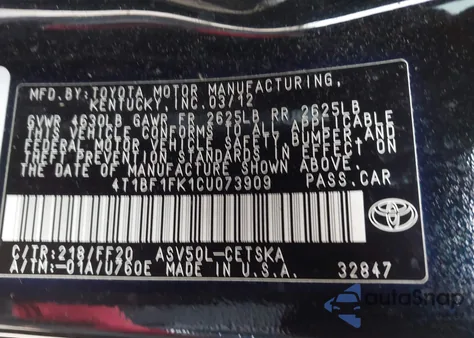 MFD. BY: TOYOTA MOTOR MANUFACTURING,
KENTUCKY, INC. 03/12
GVWR 4630LB GAWR FR 2625LB RR 2625LB
THIS VEHICLE CONFORMS TO ALL APPLICABLE
FEDERAL MOTOR VEHICLE SAFETY, BUMPER AND
THEFT PREVENTION STANDARDS IN EFFECT ON
THE DATE OF MANUFACTURE SHOWN ABOVE.
4T1BF1FK1CU073909 PASS.CAR
C/TR:218/FF20 ASV50L-CETSKA
A/TM:-01A/U760E MADE IN U.S.A. 32847
autoSnap